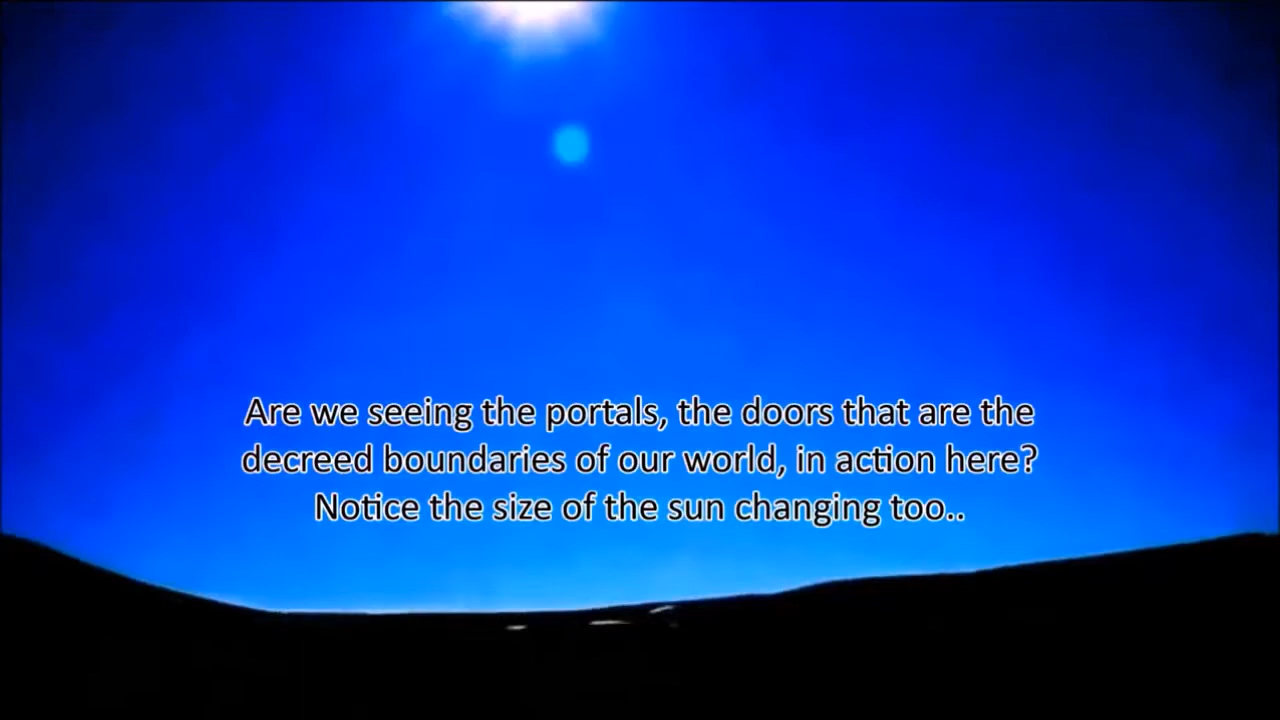 Are we seeing the portals, the doors that are the
decreed boundaries of our world, in action here?
Notice the size of the sun changing too..